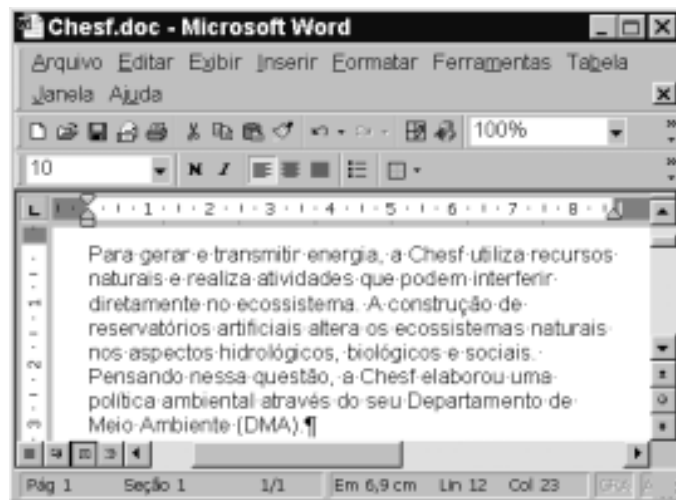 Chesf.doc - Microsoft Word
Arquivo Editar Exibir Inserir Formatar Ferramentas Tabela
Janela Ajuda
100%
10 N I
1 2 3 4 5 6 7 8
Para gerar e transmitir energia, a Chesf utiliza recursos
naturais e realiza atividades que podem interferir
diretamente no ecossistema. A construção de
reservatórios artificiais altera os ecossistemas naturais
nos aspectos hidrológicos, biológicos e sociais.
Pensando nessa questão, a Chesf elaborou uma
política ambiental através do seu Departamento de
Meio Ambiente (DMA).¶
1
2
3
Pág 1 Seção 1 1/1 Em 6,9 cm Lin 12 Col 23 GRA